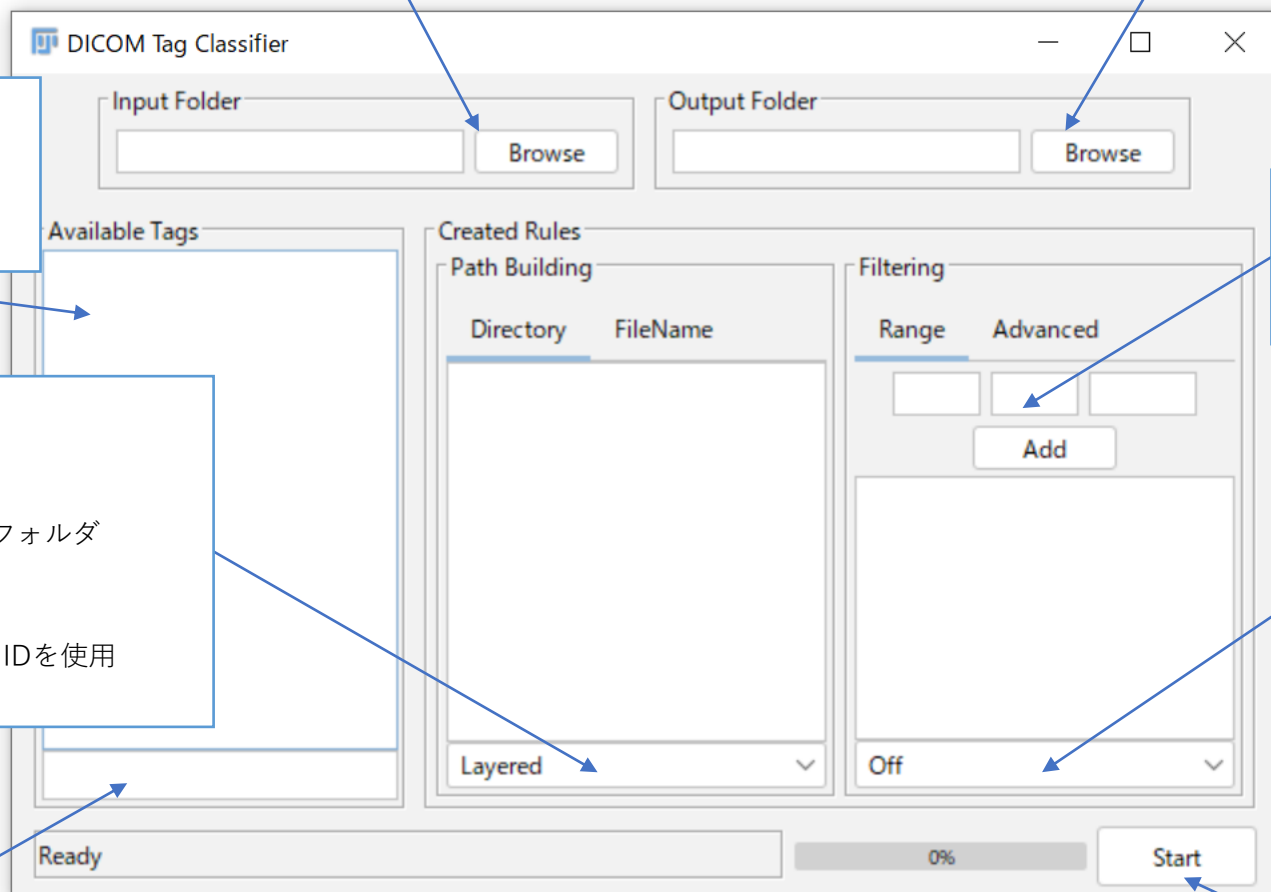 DICOM Tag Classifier
Input Folder
Output Folder
Browse
Browse
Available Tags
Created Rules
Path Building
Filtering
Directory
FileName
Range
Advanced
Add
フォルダ
IDを使用
Layered
Off
Ready
0%
Start